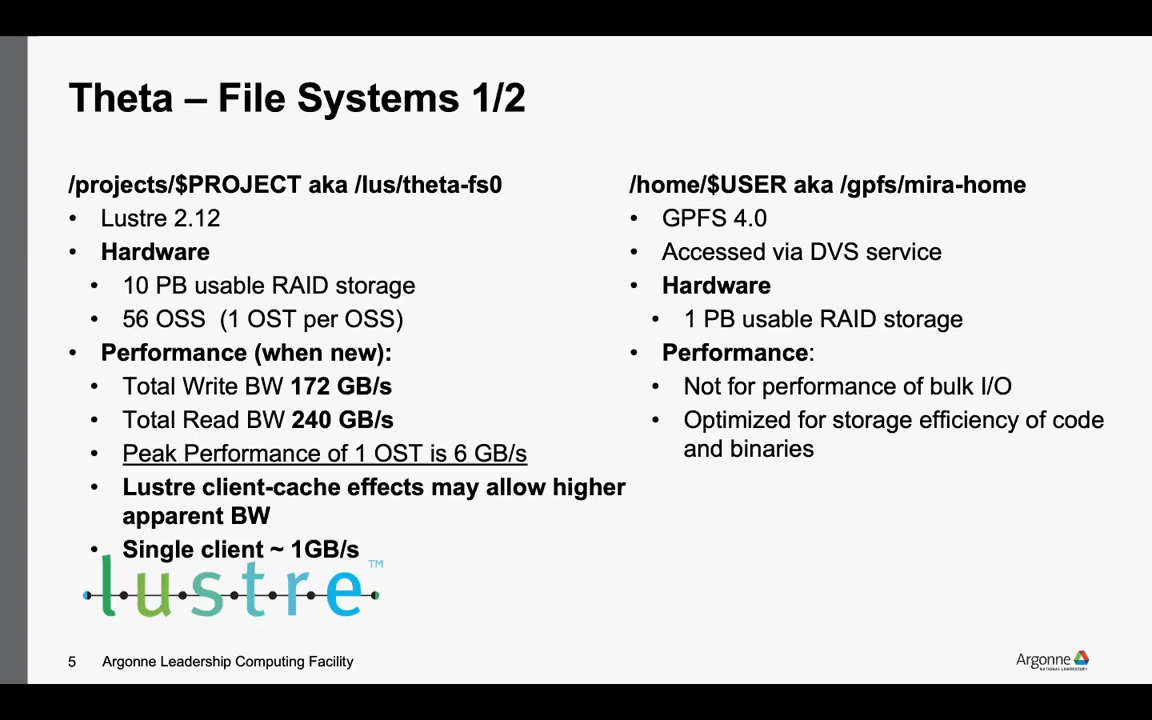 Theta – File Systems 1/2
/projects/$PROJECT aka /lus/theta-fs0
• Lustre 2.12
• Hardware
• 10 PB usable RAID storage
• 56 OSS (1 OST per OSS)
• Performance (when new):
• Total Write BW 172 GB/s
• Total Read BW 240 GB/s
• Peak Performance of 1 OST is 6 GB/s
• Lustre client-cache effects may allow higher
apparent BW
• Single client ~ 1GB/s
lustre™
/home/$USER aka /gpfs/mira-home
• GPFS 4.0
• Accessed via DVS service
• Hardware
• 1 PB usable RAID storage
• Performance:
• Not for performance of bulk I/O
• Optimized for storage efficiency of code
and binaries
5 Argonne Leadership Computing Facility
Argonne
NATIONAL LABORATORY